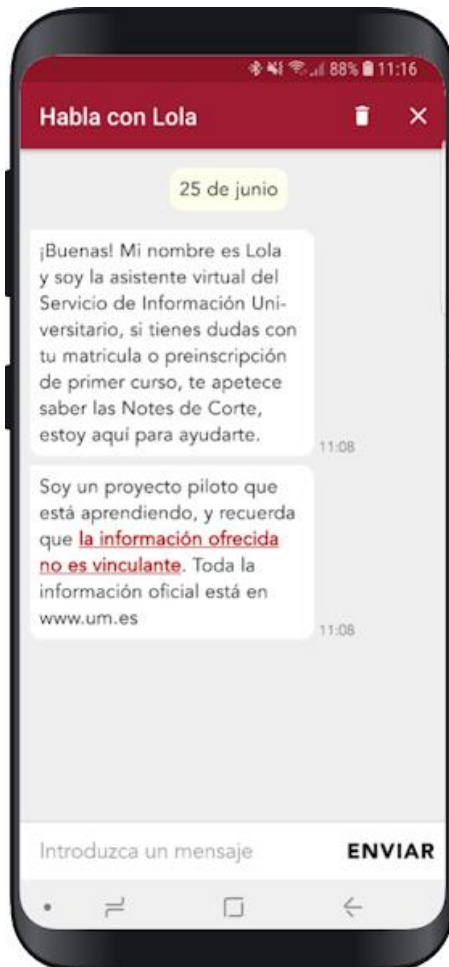 88% 11:16
Habla con Lola
25 de junio
¡Buenas! Mi nombre es Lola
y soy la asistente virtual del
Servicio de Información Uni-
versitario, si tienes dudas con
tu matricula o preinscripción
de primer curso, te apetece
saber las Notes de Corte,
estoy aquí para ayudarte.
11:08
Soy un proyecto piloto que
está aprendiendo, y recuerda
que la información ofrecida
no es vinculante. Toda la
información oficial está en
www.um.es
11:08
Introduzca un mensaje ENVIAR